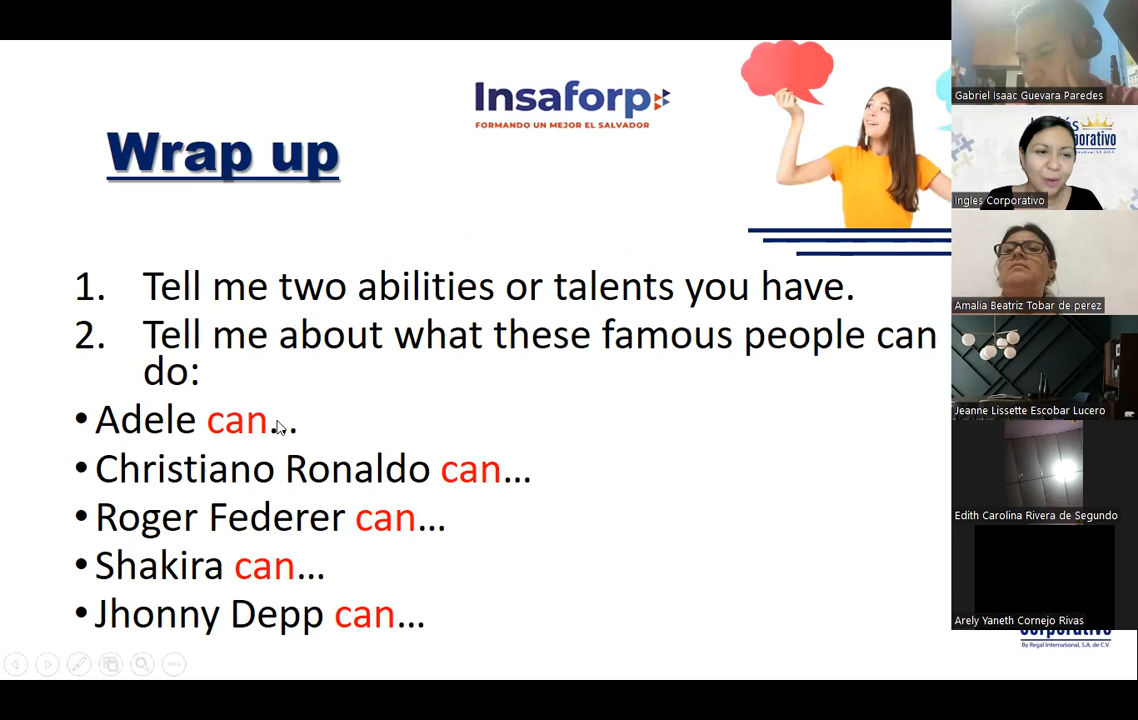 Insaforp
FORMANDO UN MEJOR EL SALVADOR
Wrap up
1. Tell me two abilities or talents you have.
2. Tell me about what these famous people can
do:
•Adele can...
•Christiano Ronaldo can...
•Roger Federer can...
•Shakira can...
•Jhonny Depp can...
Gabriel Isaac Guevara Paredes
Ingles Corporativo
Amalia Beatriz Tobar de perez
Jeanne Lissette Escobar Lucero
Edith Carolina Rivera de Segundo
Arely Yaneth Cornejo Rivas
By Regal International, S.A. de C.V.